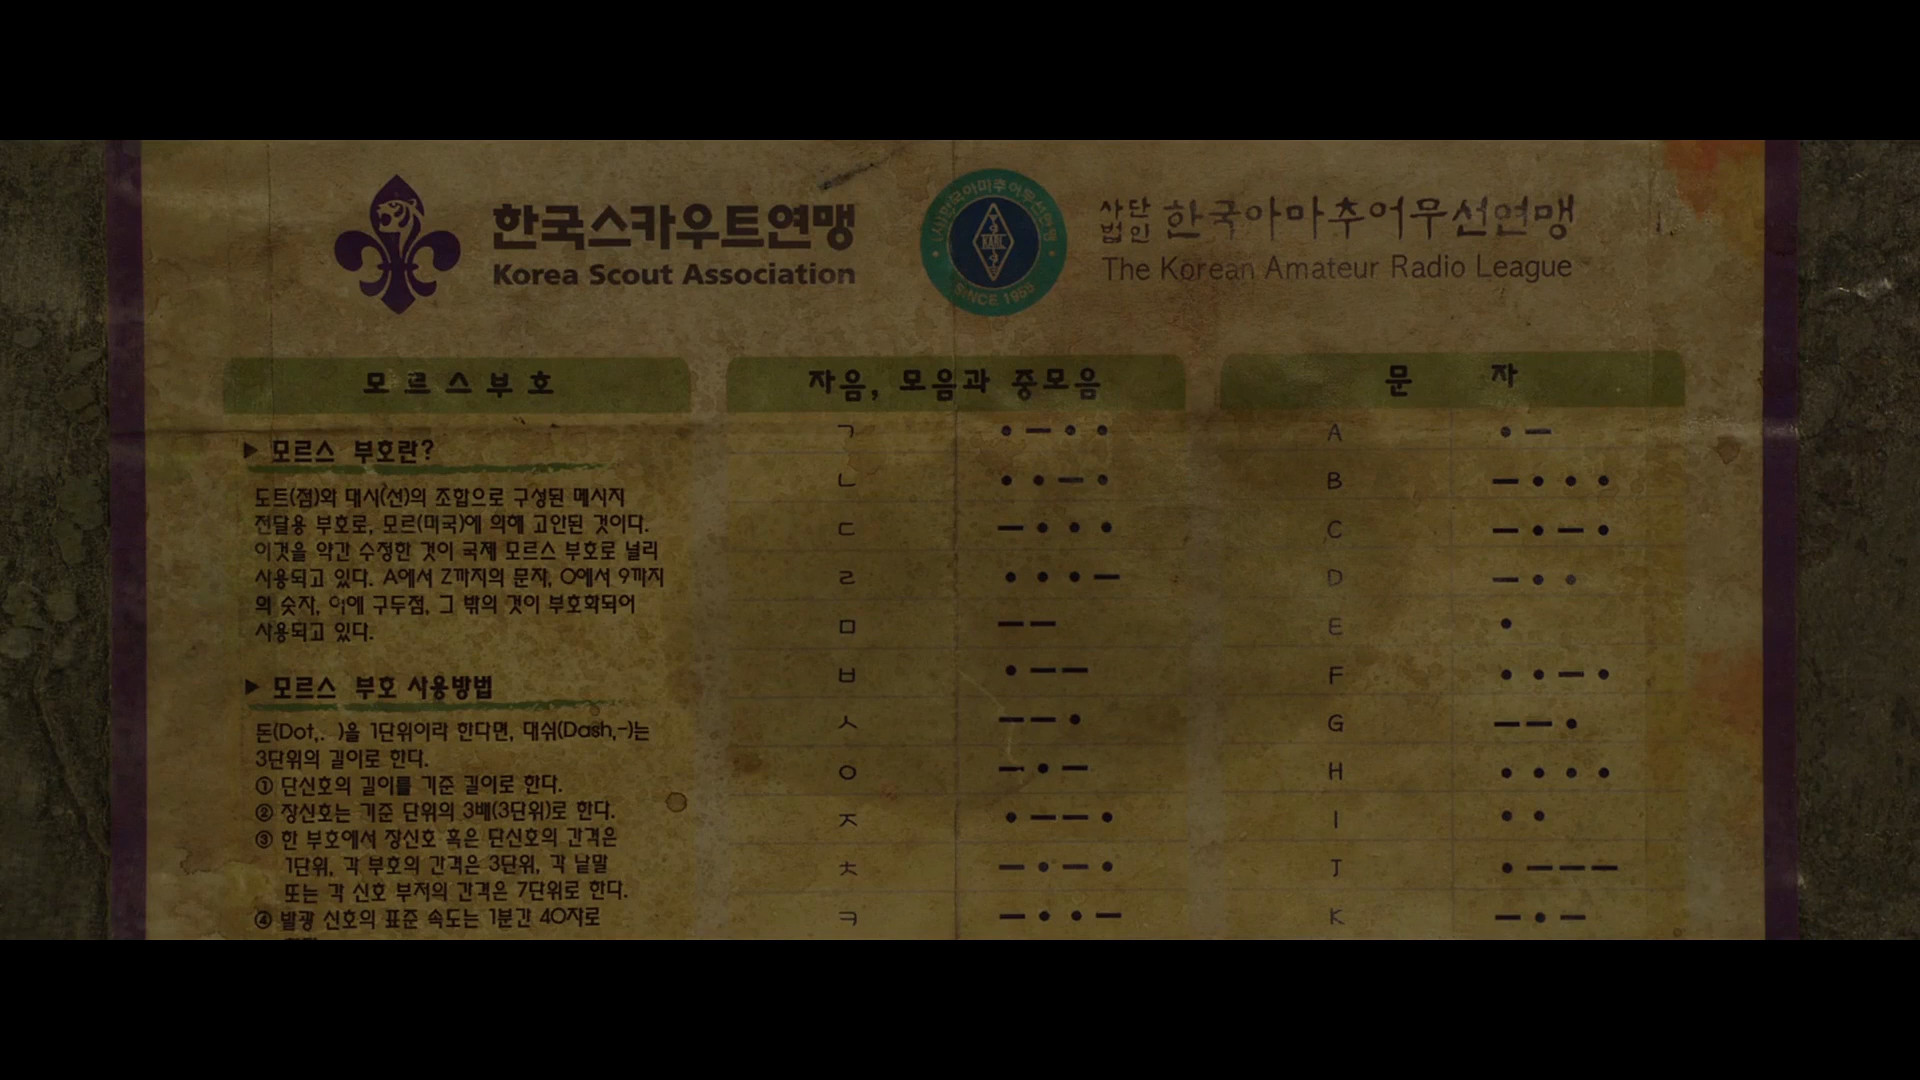 한국스카우트연맹
Korea Scout Association
(사)한국아마추어무선연맹
KARL
SINCE 1955
사단
법인 한국아마추어무선연맹
The Korean Amateur Radio League
모르스부호
▶ 모르스 부호란?
도트(점)와 대시(선)의 조합으로 구성된 메시지
전달용 부호로, 모르(미국)에 의해 고안된 것이다.
이것을 약간 수정한 것이 국제 모르스 부호로 널리
사용되고 있다. A에서 Z까지의 문자, 0에서 9까지
의 숫자, 이에 구두점, 그 밖의 것이 부호화되어
사용되고 있다.
▶ 모르스 부호 사용방법
돈(Dot,. )을 1단위이라 한다면, 대쉬(Dash,-)는
3단위의 길이로 한다.
① 단신호의 길이를 기준 길이로 한다.
② 장신호는 기준 단위의 3배(3단위)로 한다.
③ 한 부호에서 장신호 혹은 단신호의 간격은
1단위, 각 부호의 간격은 3단위, 각 낱말
또는 각 신호 부저의 간격은 7단위로 한다.
④ 발광 신호의 표준 속도는 1분간 40자로
자음, 모음과 중모음
ㄱ • — • •
ㄴ • • — •
ㄷ — • • •
ㄹ • • • —
ㅁ — —
ㅂ • — —
ㅅ — — •
ㅇ — • —
ㅈ • — — •
ㅊ — • — •
ㅋ — • • —
문 자
A • —
B — • • •
C — • — •
D — • •
E •
F • • — •
G — — •
H • • • •
I • •
J • — — —
K — • —